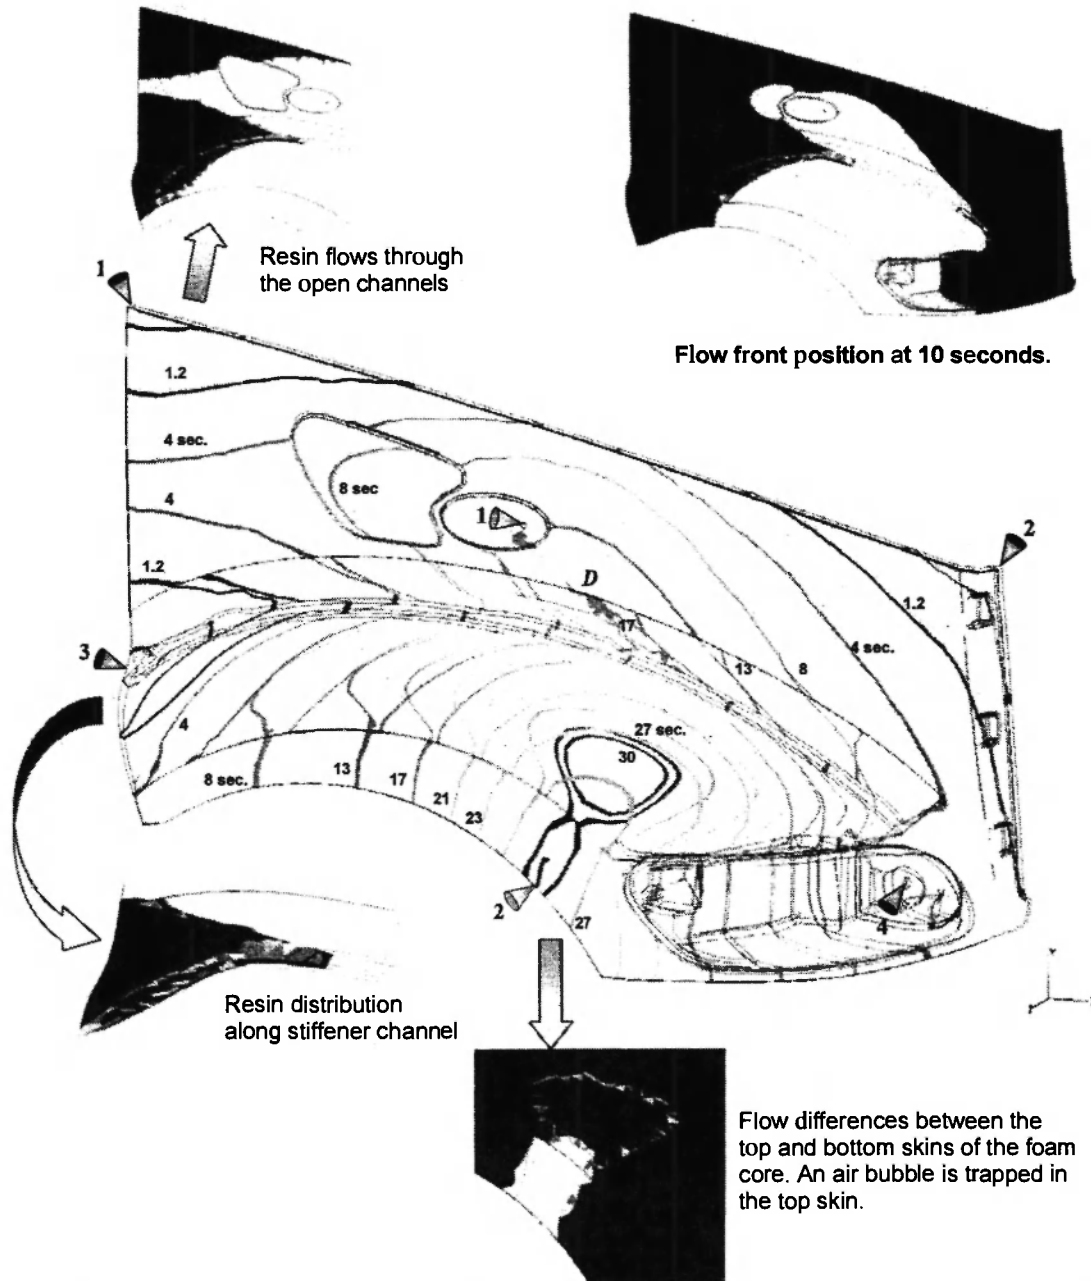 Resin flows through
the open channels
1
Flow front position at 10 seconds.
1.2
4 sec.
8 sec
1
2
4
D
1.2
17
1.2
4 sec.
3
13
8
4
27 sec.
30
8 sec.
13
17
21
23
2
27
4
Resin distribution
along stiffener channel
Flow differences between the
top and bottom skins of the foam
core. An air bubble is trapped in
the top skin.